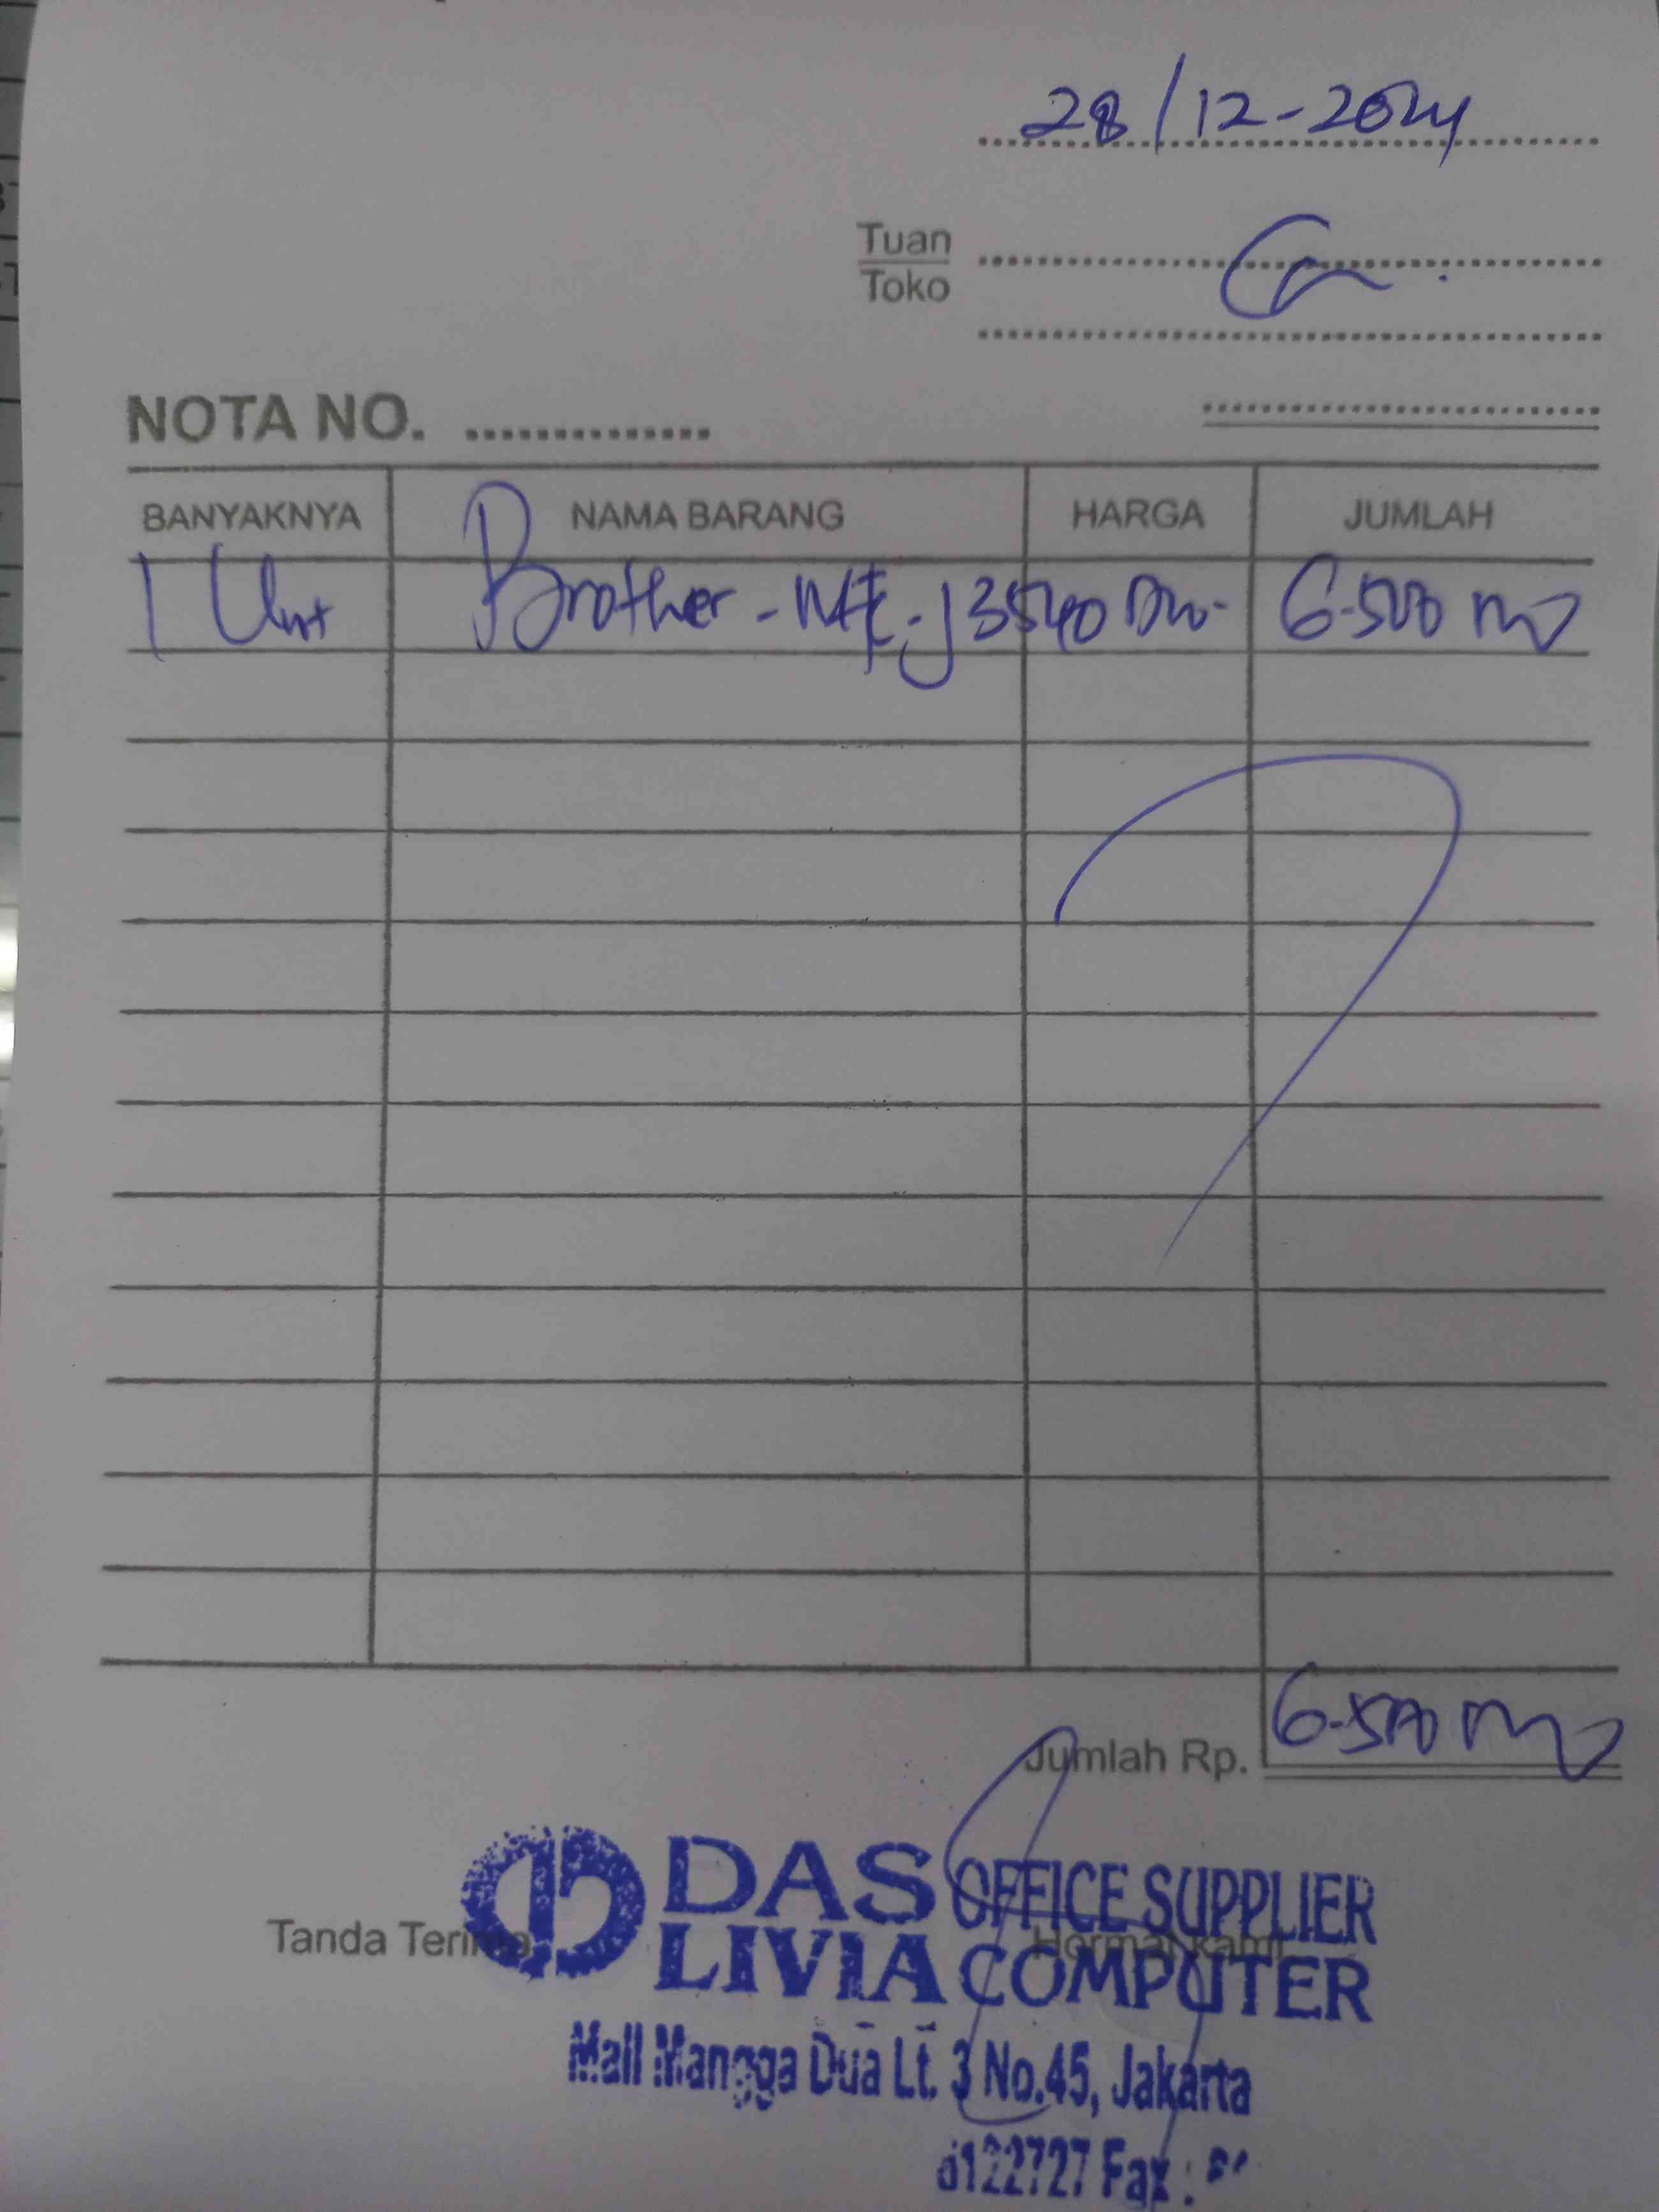 28/12-2024
Tuan
Toko
NOTA NO. ..............
BANYAKNYA NAMA BARANG HARGA JUMLAH
1 Unit Brother - Mfc-J3540 Dw- 6.500
Jumlah Rp. 6.500
DAS OFFICE SUPPLIER
Tanda Terima Hormat kami
LIVIA COMPUTER
Mall Mangga Dua Lt. 3 No.45, Jakarta
6122727 Fax :